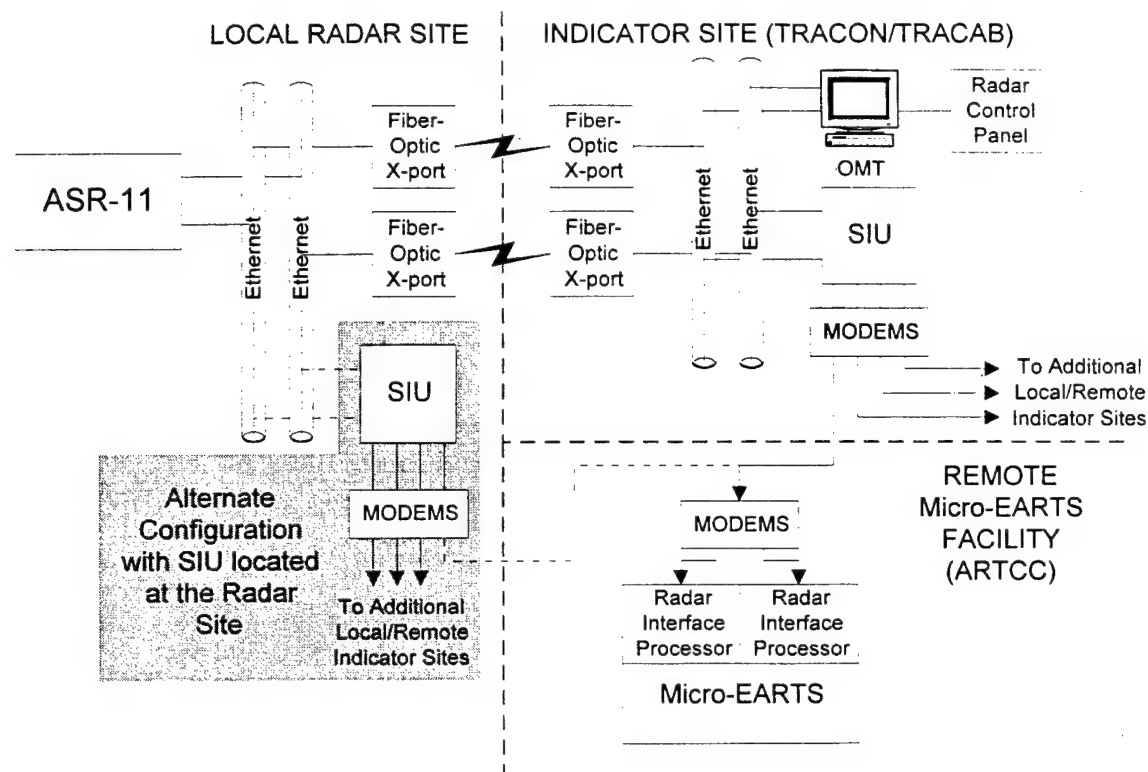 LOCAL RADAR SITE
INDICATOR SITE (TRACON/TRACAB)
ASR-11
Ethernet
Ethernet
Fiber-
Optic
X-port
Fiber-
Optic
X-port
Fiber-
Optic
X-port
Fiber-
Optic
X-port
Ethernet
Ethernet
OMT
Radar
Control
Panel
SIU
MODEMS
To Additional
Local/Remote
Indicator Sites
SIU
MODEMS
To Additional
Local/Remote
Indicator Sites
Alternate
Configuration
with SIU located
at the Radar
Site
REMOTE
Micro-EARTS
FACILITY
(ARTCC)
MODEMS
Radar
Interface
Processor
Radar
Interface
Processor
Micro-EARTS